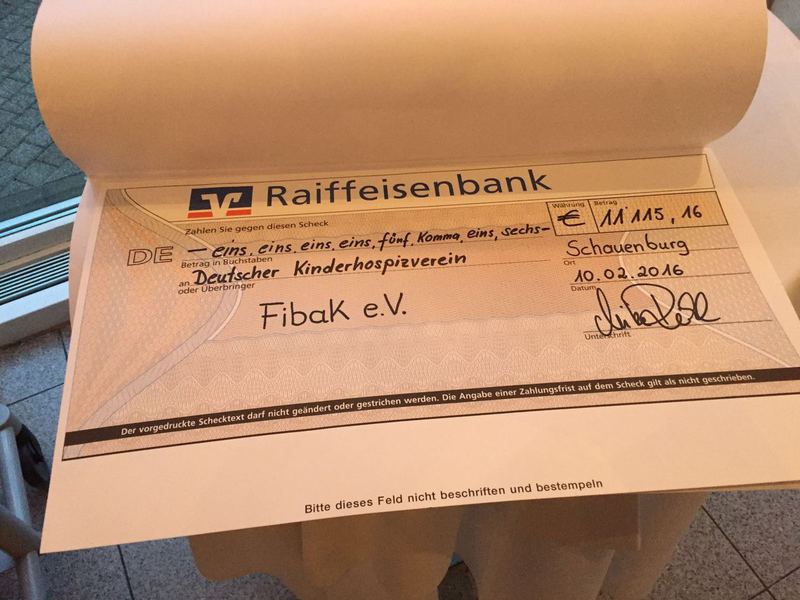 Raiffeisenbank
Zahlen Sie gegen diesen Scheck
Währung Betrag
€ 11 115,16
DE — eins, eins, eins, eins, fünf, Komma, eins, sechs-
Betrag in Buchstaben
Schauenburg
Ort
an Deutscher Kinderhospizverein
oder Überbringer
10.02.2016
Datum
FibaK e.V.
Unterschrift
Der vorgedruckte Schecktext darf nicht geändert oder gestrichen werden. Die Angabe einer Zahlungsfrist auf dem Scheck gilt als nicht geschrieben.
Bitte dieses Feld nicht beschriften und bestempeln